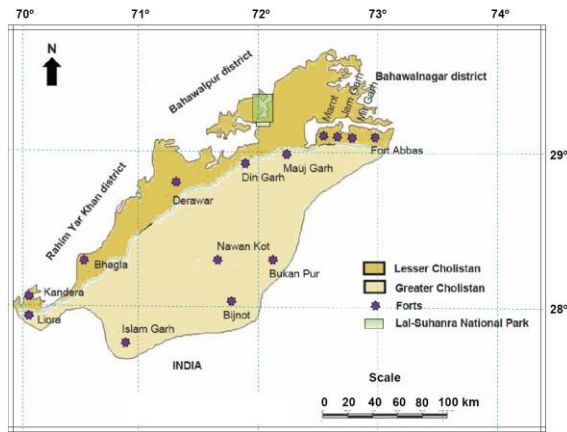 70° 71° 72° 73° 74°
N
Bahawalpur district
Bahawalnagar district
Marot
Jam Garh
Mir Garh
Fort Abbas
29°
Mauj Garh
Din Garh
Rahim Yar Khan district
Derawar
Nawan Kot
Bhagla
Bukan Pur
Lesser Cholistan
Greater Cholistan
Kandera
Forts
28°
Liora
Bijnot
Lal-Suhanra National Park
Islam Garh
INDIA
Scale
0 20 40 60 80 100 km